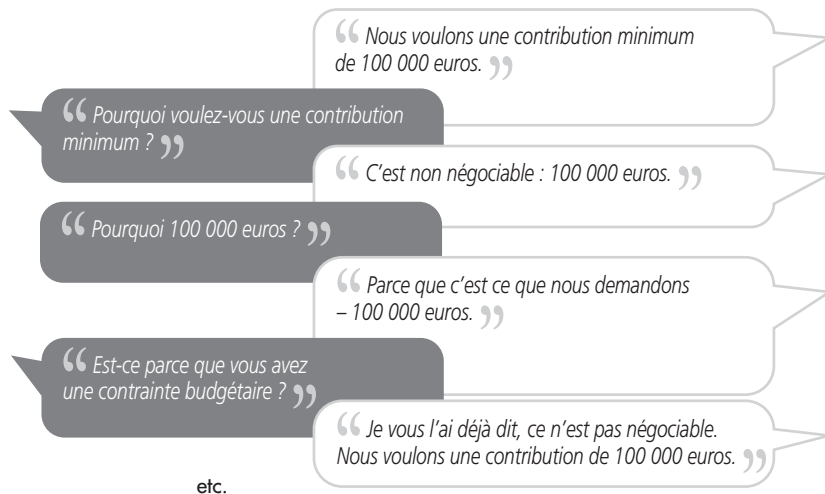 “ Nous voulons une contribution minimum
de 100 000 euros. ”
“ Pourquoi voulez-vous une contribution
minimum ? ”
“ C’est non négociable : 100 000 euros. ”
“ Pourquoi 100 000 euros ? ”
“ Parce que c’est ce que nous demandons
– 100 000 euros. ”
“ Est-ce parce que vous avez
une contrainte budgétaire ? ”
“ Je vous l’ai déjà dit, ce n’est pas négociable.
Nous voulons une contribution de 100 000 euros. ”
etc.